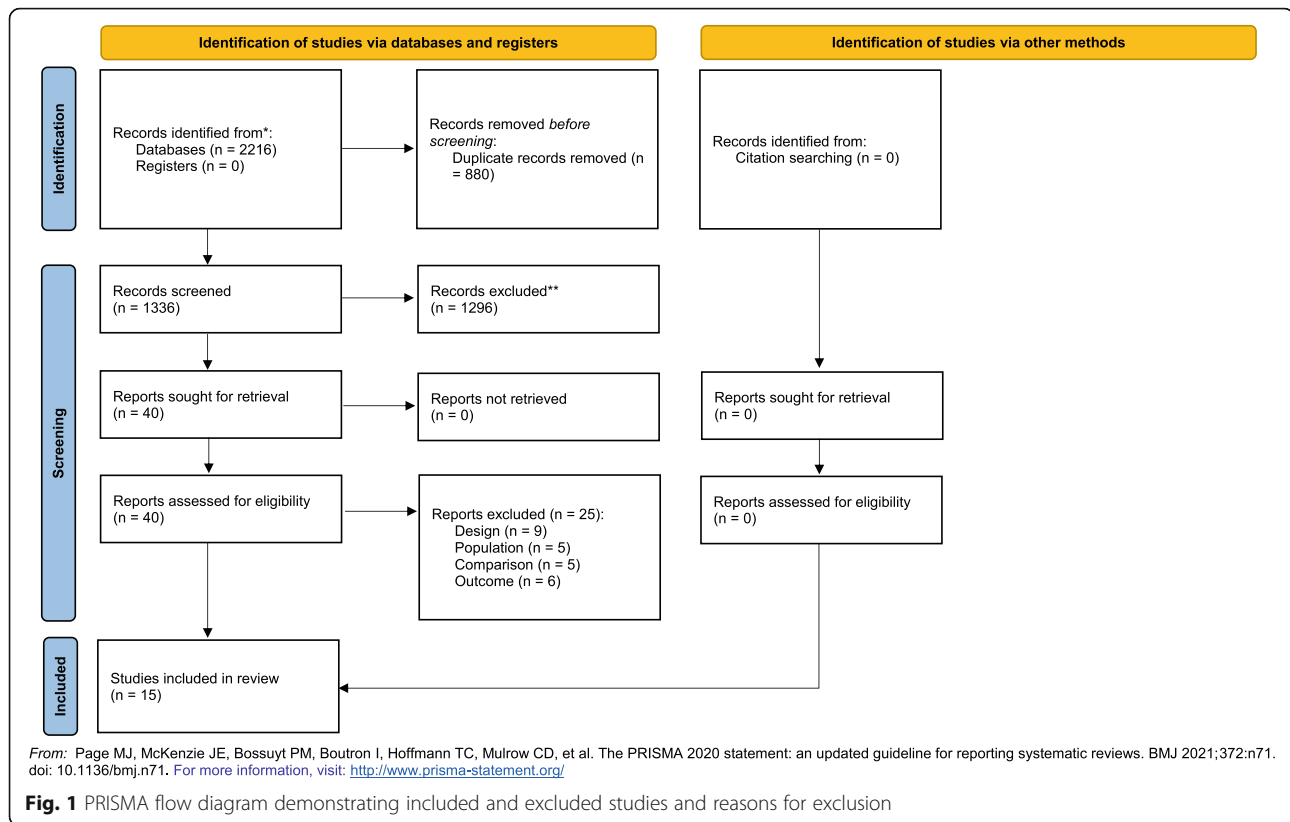 Identification of studies via databases and registers
Identification of studies via other methods
Identification
Records identified from*:
Databases (n = 2216)
Registers (n = 0)
Records removed before
screening:
Duplicate records removed (n
= 880)
Records identified from:
Citation searching (n = 0)
Screening
Records screened
(n = 1336)
Records excluded**
(n = 1296)
Reports sought for retrieval
(n = 40)
Reports not retrieved
(n = 0)
Reports sought for retrieval
(n = 0)
Reports assessed for eligibility
(n = 40)
Reports excluded (n = 25):
Design (n = 9)
Population (n = 5)
Comparison (n = 5)
Outcome (n = 6)
Reports assessed for eligibility
(n = 0)
Included
Studies included in review
(n = 15)
From: Page MJ, McKenzie JE, Bossuyt PM, Boutron I, Hoffmann TC, Mulrow CD, et al. The PRISMA 2020 statement: an updated guideline for reporting systematic reviews. BMJ 2021;372:n71.
doi: 10.1136/bmj.n71. For more information, visit: http://www.prisma-statement.org/
Fig. 1 PRISMA flow diagram demonstrating included and excluded studies and reasons for exclusion